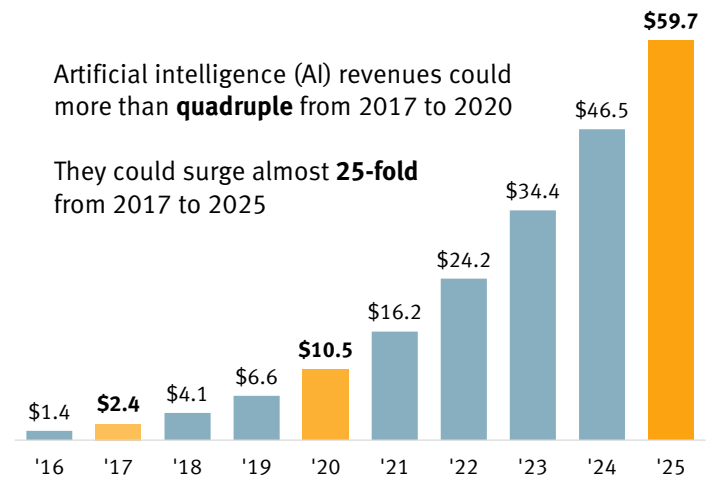 $59.7
Artificial intelligence (AI) revenues could
more than quadruple from 2017 to 2020
$46.5
They could surge almost 25-fold
from 2017 to 2025
$34.4
$24.2
$16.2
$10.5
$6.6
$4.1
$2.4
$1.4
'16 '17 '18 '19 '20 '21 '22 '23 '24 '25